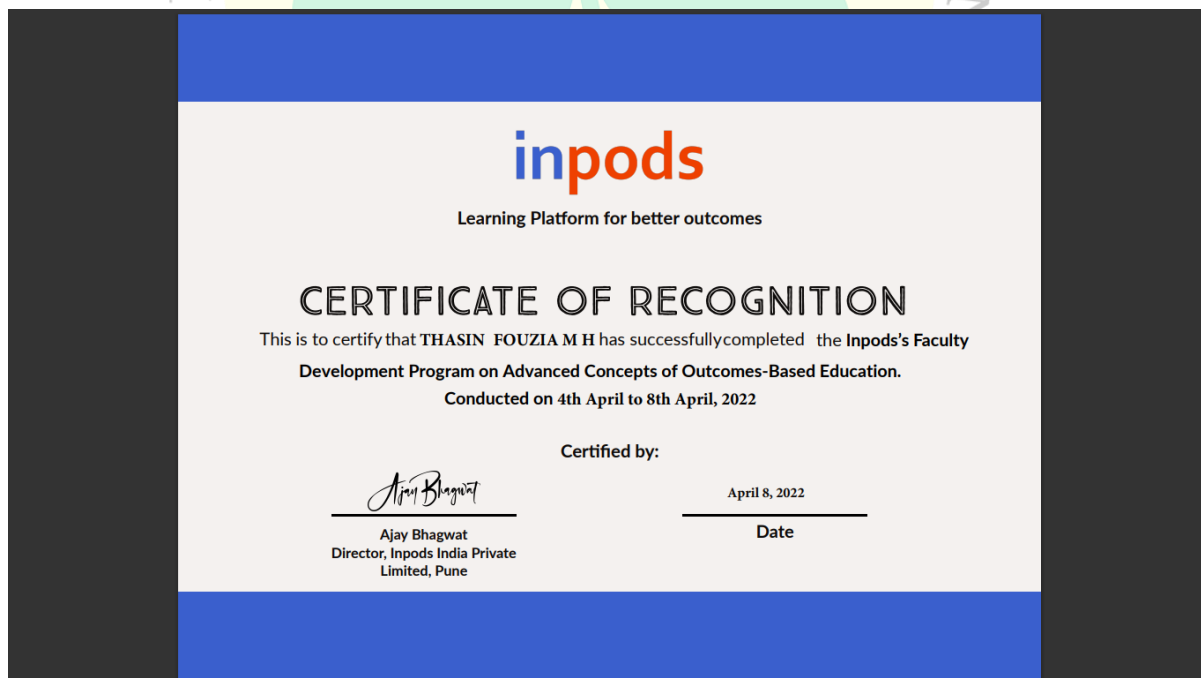 inpods
Learning Platform for better outcomes
CERTIFICATE OF RECOGNITION
This is to certify that THASIN FOUZIA M H has successfully completed the Inpods's Faculty
Development Program on Advanced Concepts of Outcomes-Based Education.
Conducted on 4th April to 8th April, 2022
Certified by:
Ajay Bhagwat
April 8, 2022
Ajay Bhagwat
Date
Director, Inpods India Private
Limited, Pune